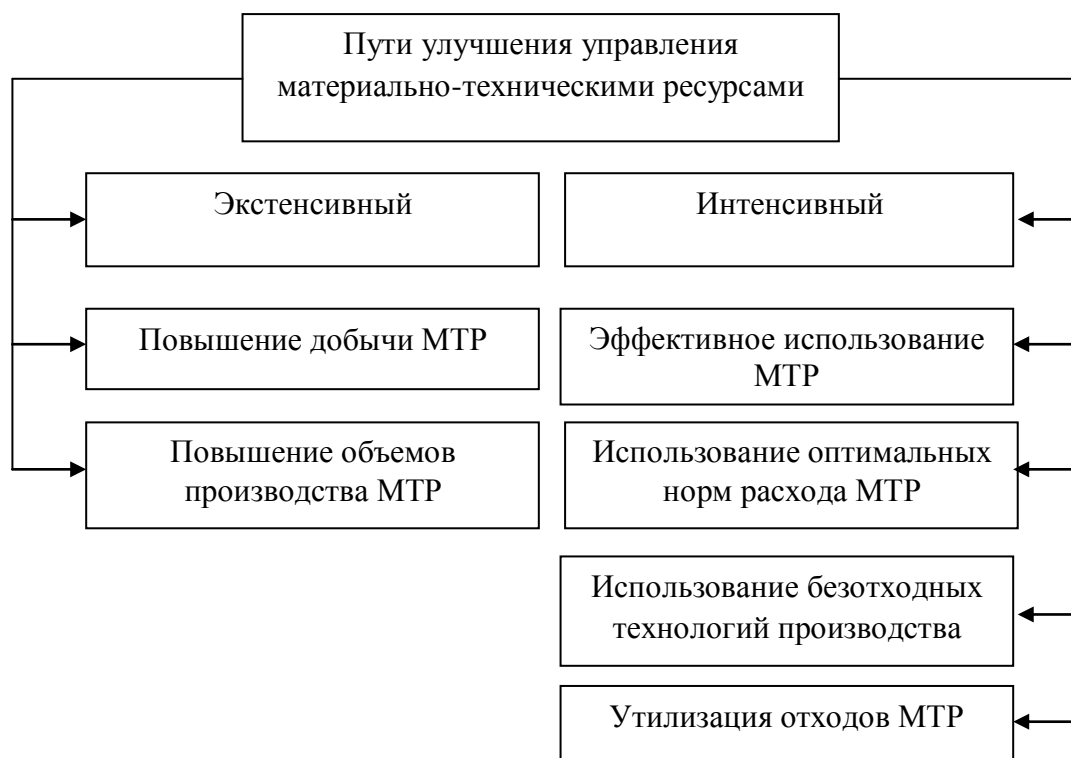 Пути улучшения управления
материально-техническими ресурсами
Экстенсивный
Интенсивный
Повышение добычи МТР
Эффективное использование
МТР
Повышение объемов
производства МТР
Использование оптимальных
норм расхода МТР
Использование безотходных
технологий производства
Утилизация отходов МТР